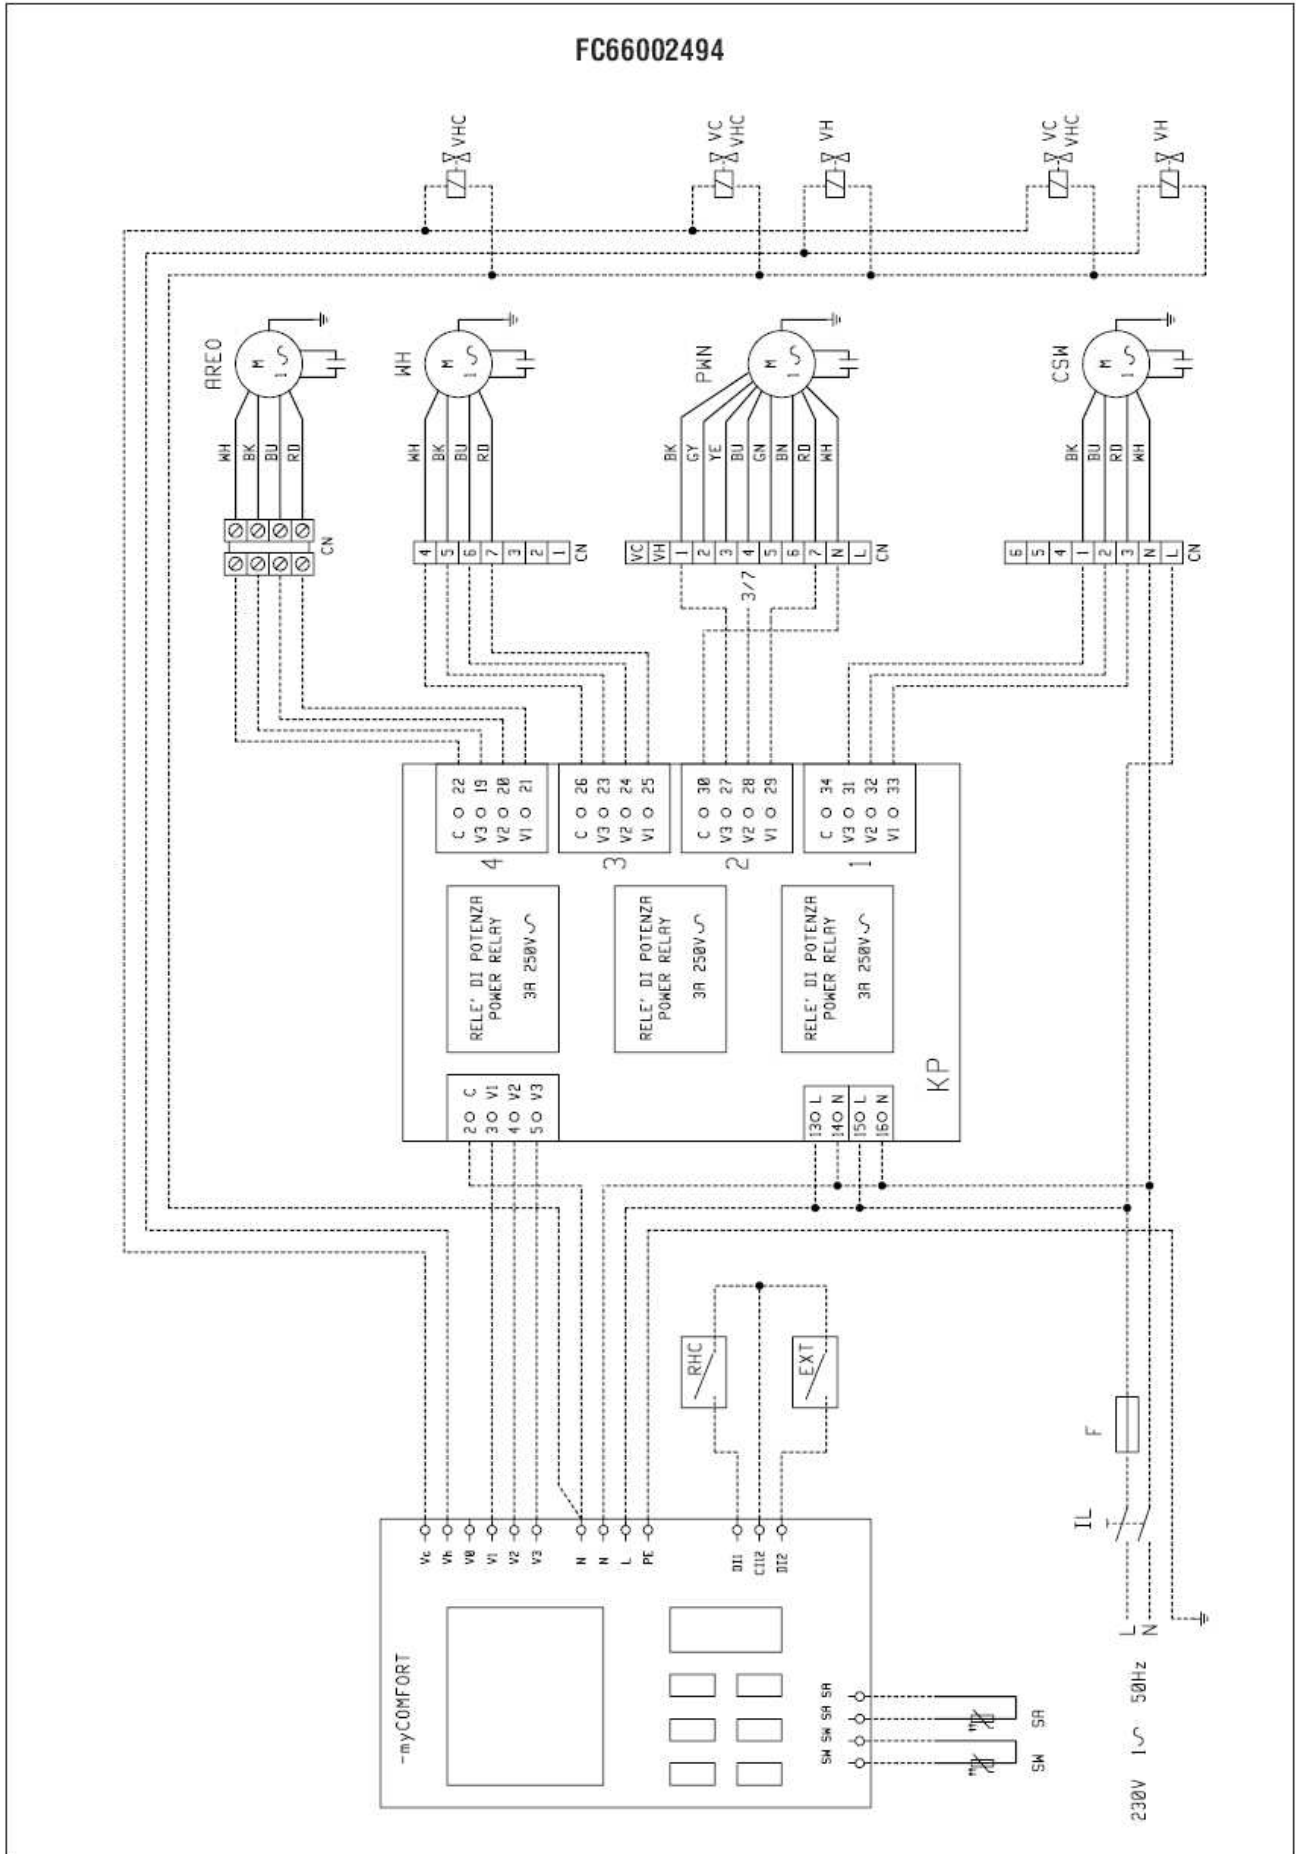 FC66002494
VHC
VC
VHC
VH
VC
VHC
VH
AREO
M
1
WH
M
1
PWN
M
1
CSW
M
1
WH
BK
BU
RD
WH
BK
BU
RD
BK
GY
YE
BU
GN
BN
RD
WH
BK
BU
RD
WH
CN
4
5
6
7
3
2
1
CN
VC
VH
1
2
3
4
5
6
7
N
L
CN
6
5
4
1
2
3
N
L
CN
3/7
C 22
V3 19
V2 20
V1 21
4
C 26
V3 23
V2 24
V1 25
3
C 30
V3 27
V2 28
V1 29
2
C 34
V3 31
V2 32
V1 33
1
RELE' DI POTENZA
POWER RELAY
3A 250V
RELE' DI POTENZA
POWER RELAY
3A 250V
RELE' DI POTENZA
POWER RELAY
3A 250V
2 C
3 V1
4 V2
5 V3
13 L
14 N
15 L
16 N
KP
RHC
EXT
F
IL
Vc
Vh
V0
V1
V2
V3
N
N
L
PE
DI1
CI12
DI2
-myCOMFORT
SW SW SA SA
SW
SA
L
N
230V 1 50Hz